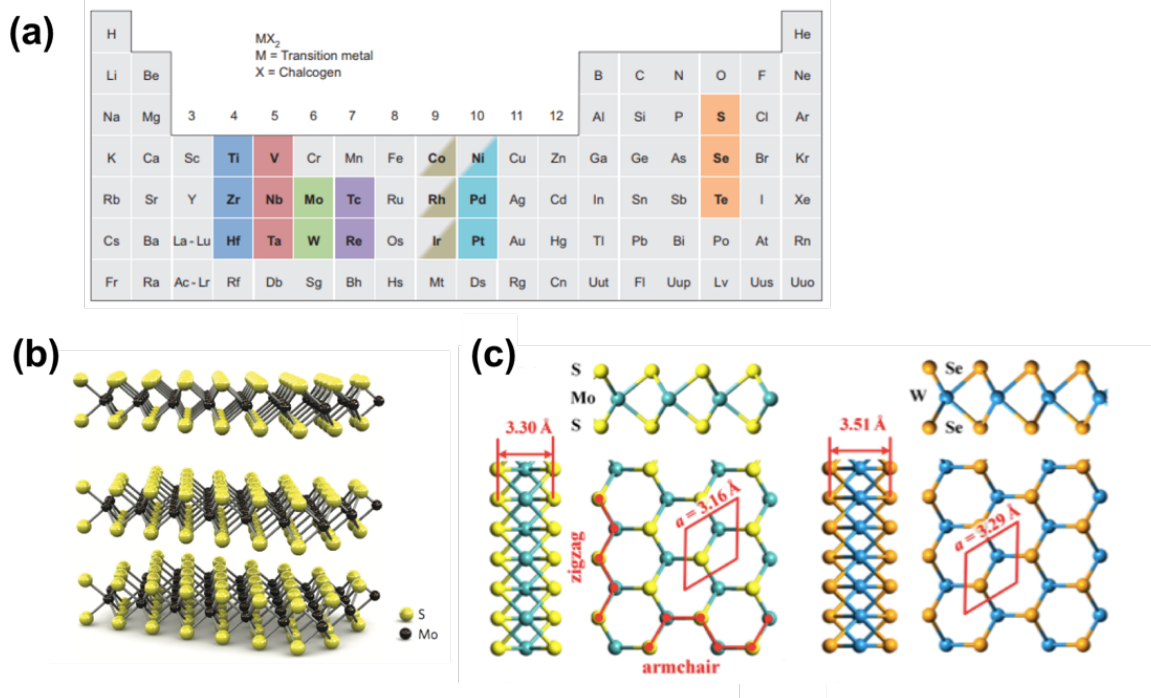 (a)
MX2
M = Transition metal
X = Chalcogen
H He
Li Be B C N O F Ne
Na Mg 3 4 5 6 7 8 9 10 11 12 Al Si P S Cl Ar
K Ca Sc Ti V Cr Mn Fe Co Ni Cu Zn Ga Ge As Se Br Kr
Rb Sr Y Zr Nb Mo Tc Ru Rh Pd Ag Cd In Sn Sb Te I Xe
Cs Ba La-Lu Hf Ta W Re Os Ir Pt Au Hg Tl Pb Bi Po At Rn
Fr Ra Ac-Lr Rf Db Sg Bh Hs Mt Ds Rg Cn Uut Fl Uup Lv Uus Uuo
(b)
S
Mo
(c)
S
Mo
S
3.30 Å
a = 3.16 Å
zigzag
armchair
Se
W
Se
3.51 Å
a = 3.29 Å